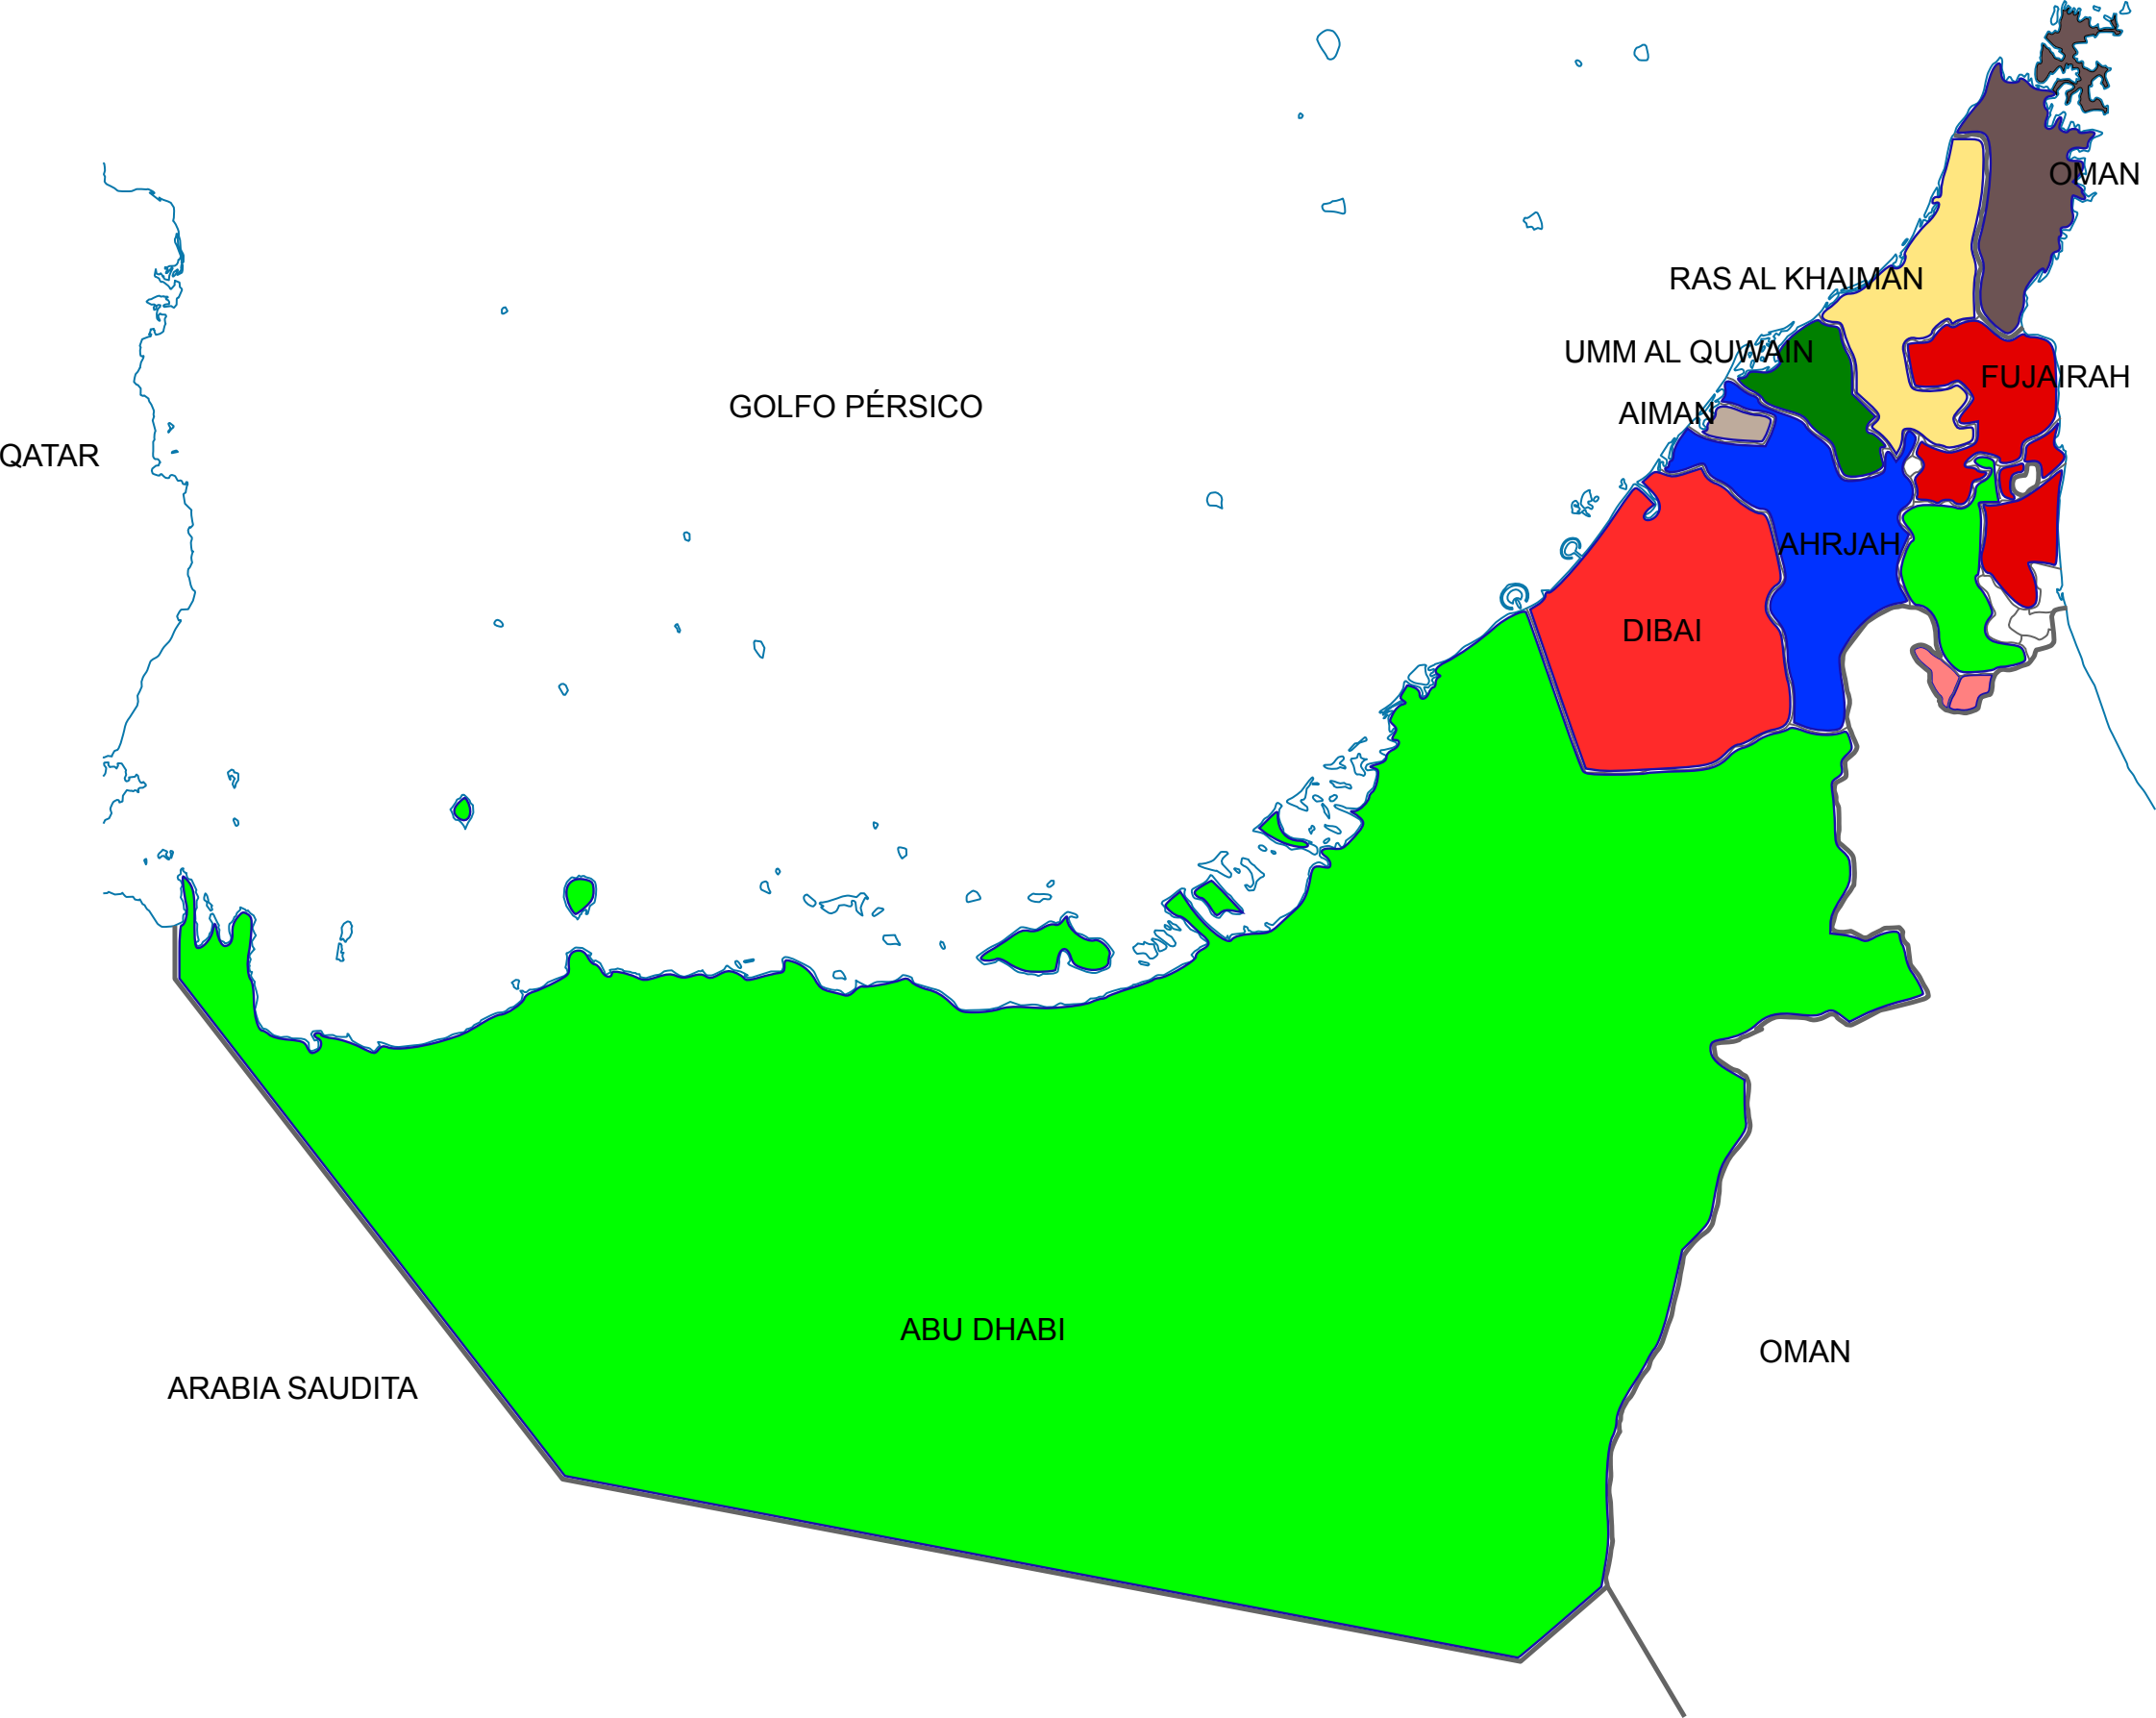 OMAN
RAS AL KHAIMAN
UMM AL QUWAIN
FUJAIRAH
GOLFO PÉRSICO
AIMAN
QATAR
AHRJAH
DIBAI
ABU DHABI
OMAN
ARABIA SAUDITA